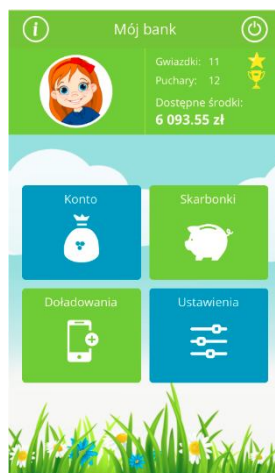 i
Mój bank
Gwiazdki: 11
Puchary: 12
Dostępne środki:
6 093.55 zł
Konto
Skarbonki
Doładowania
Ustawienia